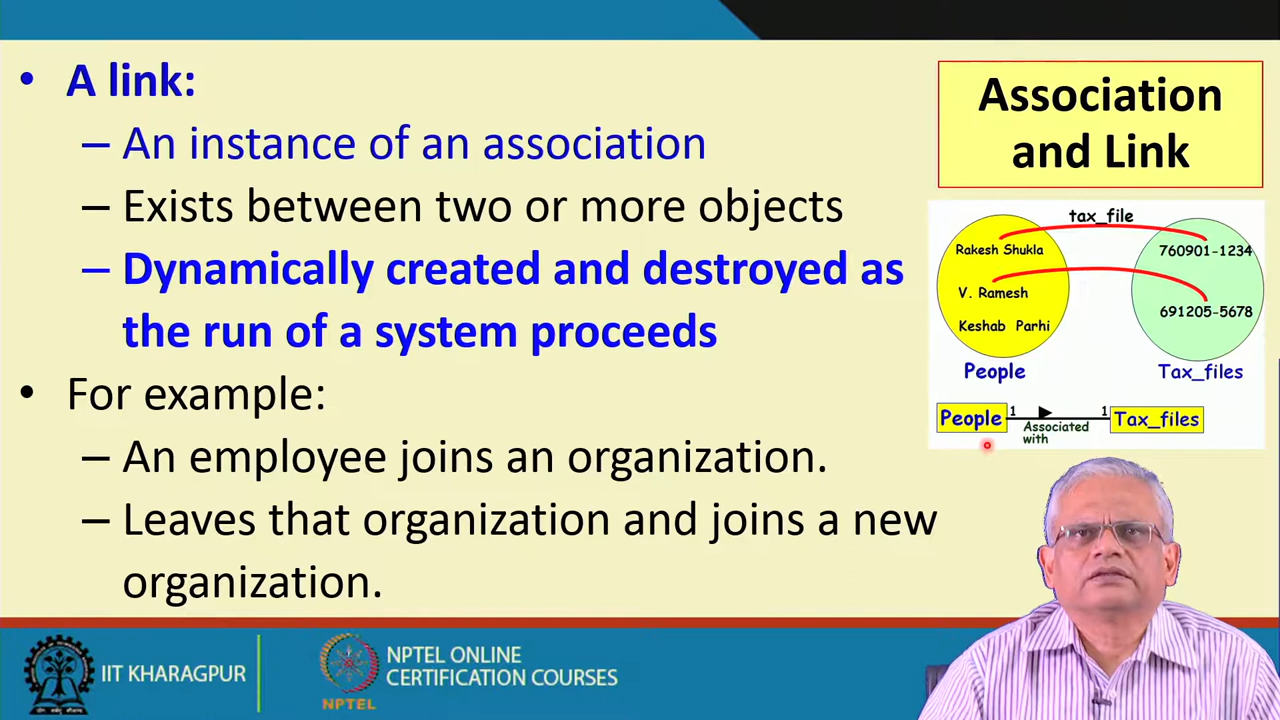 • A link:
– An instance of an association
– Exists between two or more objects
– Dynamically created and destroyed as
the run of a system proceeds
• For example:
– An employee joins an organization.
– Leaves that organization and joins a new
organization.
Association
and Link
tax_file
Rakesh Shukla
760901-1234
V. Ramesh
691205-5678
Keshab Parhi
People
Tax_files
People 1 1 Tax_files
Associated
with
IIT KHARAGPUR
NPTEL
NPTEL ONLINE
CERTIFICATION COURSES